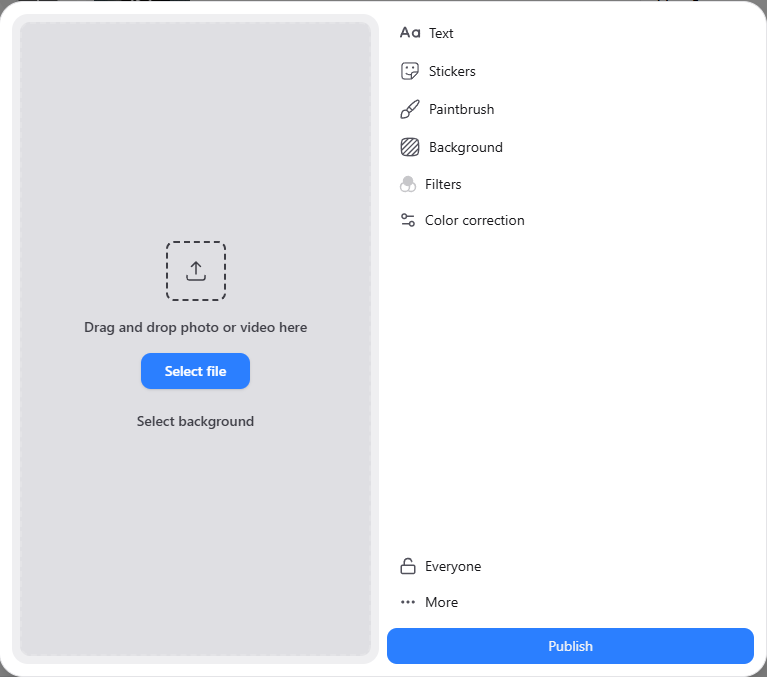 Drag and drop photo or video here
Select file
Select background
Aa Text
Stickers
Paintbrush
Background
Filters
Color correction
Everyone
More
Publish